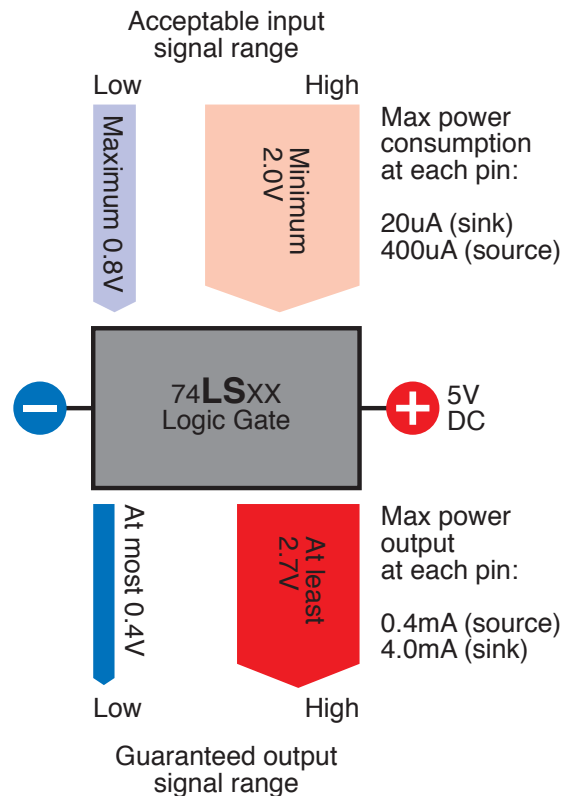 Acceptable input
signal range
Low
High
Maximum 0.8V
Minimum
2.0V
Max power
consumption
at each pin:
20uA (sink)
400uA (source)
74LSXX
Logic Gate
−
+
5V
DC
At most 0.4V
At least
2.7V
Max power
output
at each pin:
0.4mA (source)
4.0mA (sink)
Low
High
Guaranteed output
signal range